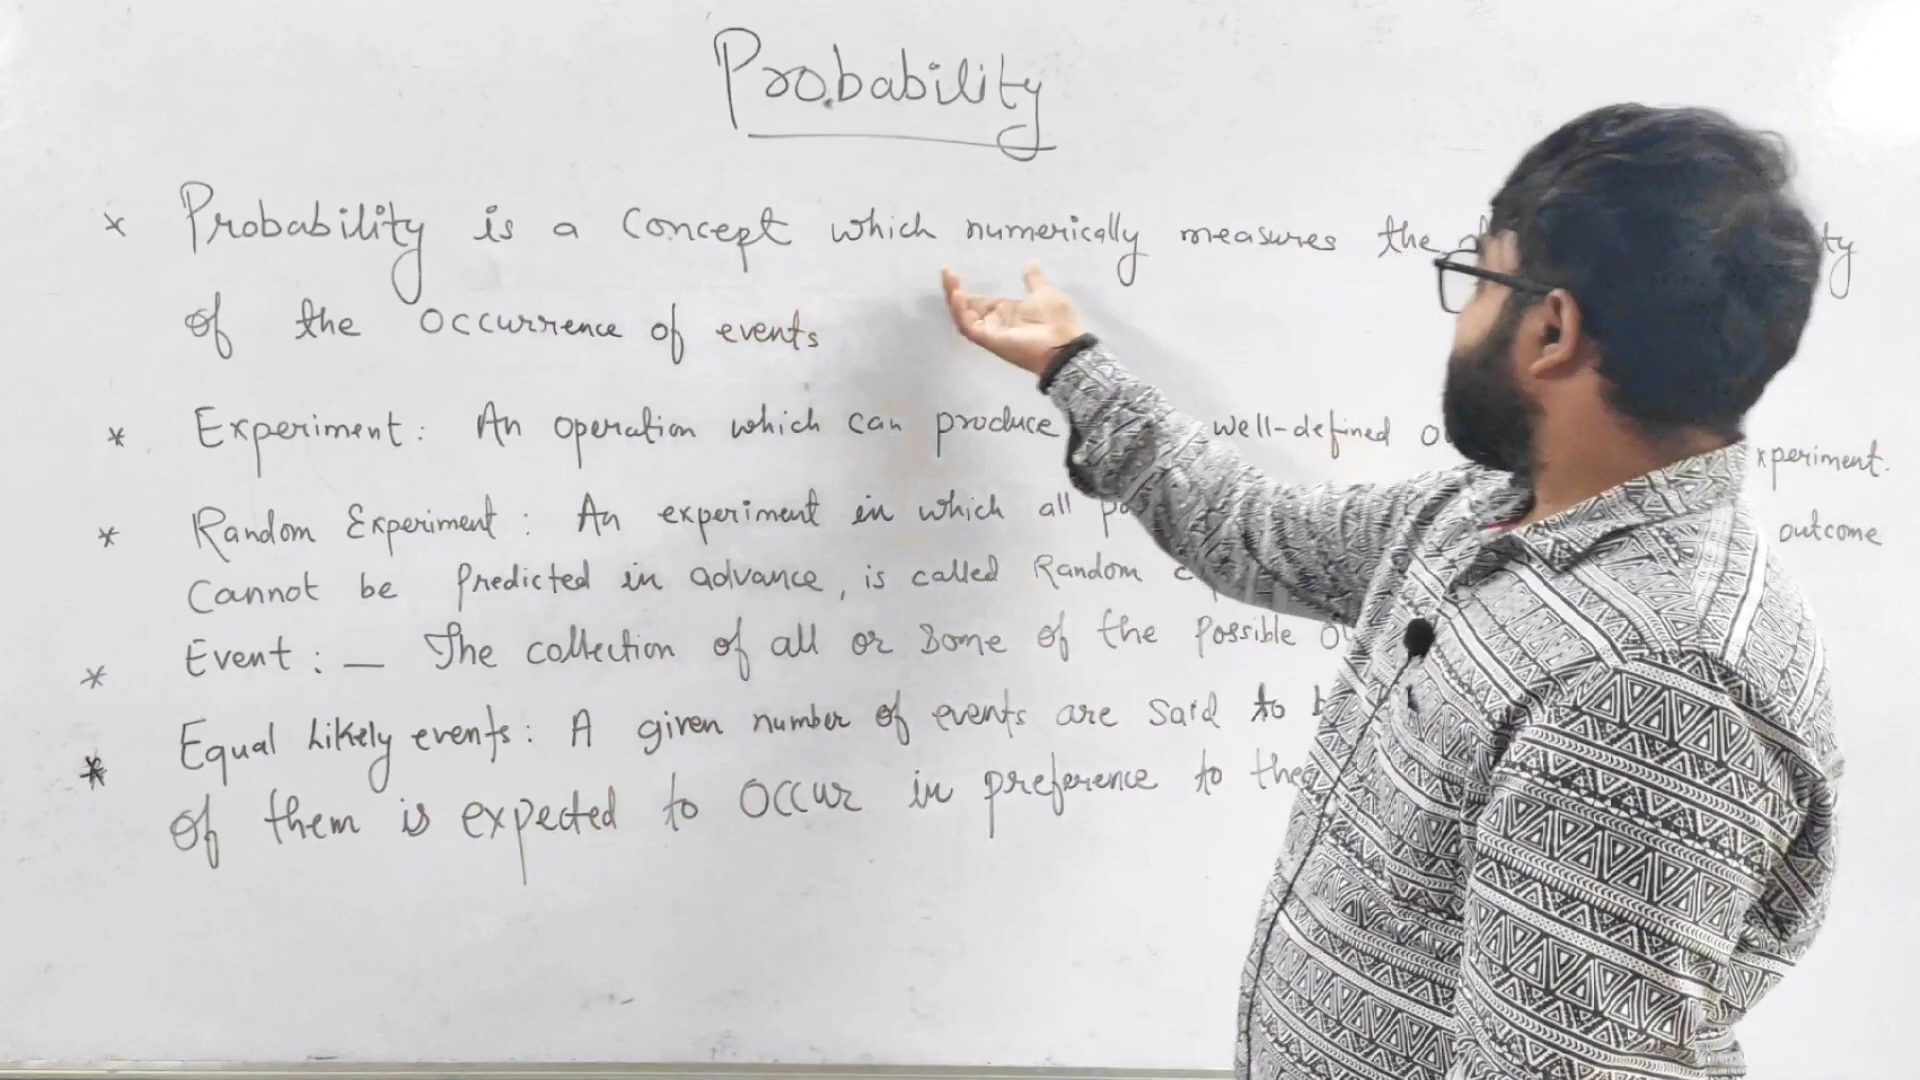 Probability
* Probability is a concept which numerically measures the
of the occurrence of events
* Experiment: An operation which can produce well-defined experiment.
* Random Experiment: An experiment in which all outcome
Cannot be Predicted in advance, is called Random
* Event: — The collection of all or Some of the Possible
* Equal Likely events: A given number of events are said to
of them is expected to occur in preference to